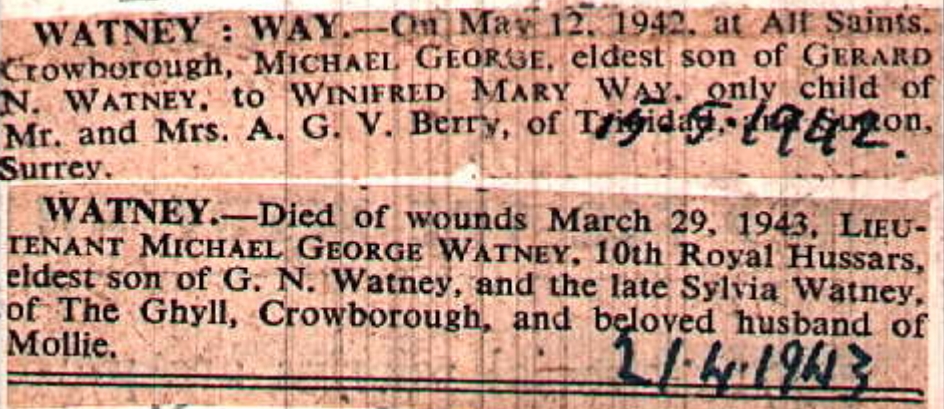 WATNEY : WAY.—On May 12, 1942, at All Saints,
Crowborough, MICHAEL GEORGE, eldest son of GERARD
N. WATNEY, to WINIFRED MARY WAY, only child of
Mr. and Mrs. A. G. V. Berry, of Trinidad, and
Surrey.
15-5-1942.
WATNEY.—Died of wounds March 29, 1943, LIEU-
TENANT MICHAEL GEORGE WATNEY, 10th Royal Hussars,
eldest son of G. N. Watney, and the late Sylvia Watney,
of The Ghyll, Crowborough, and beloved husband of
Mollie.
21.4.1943